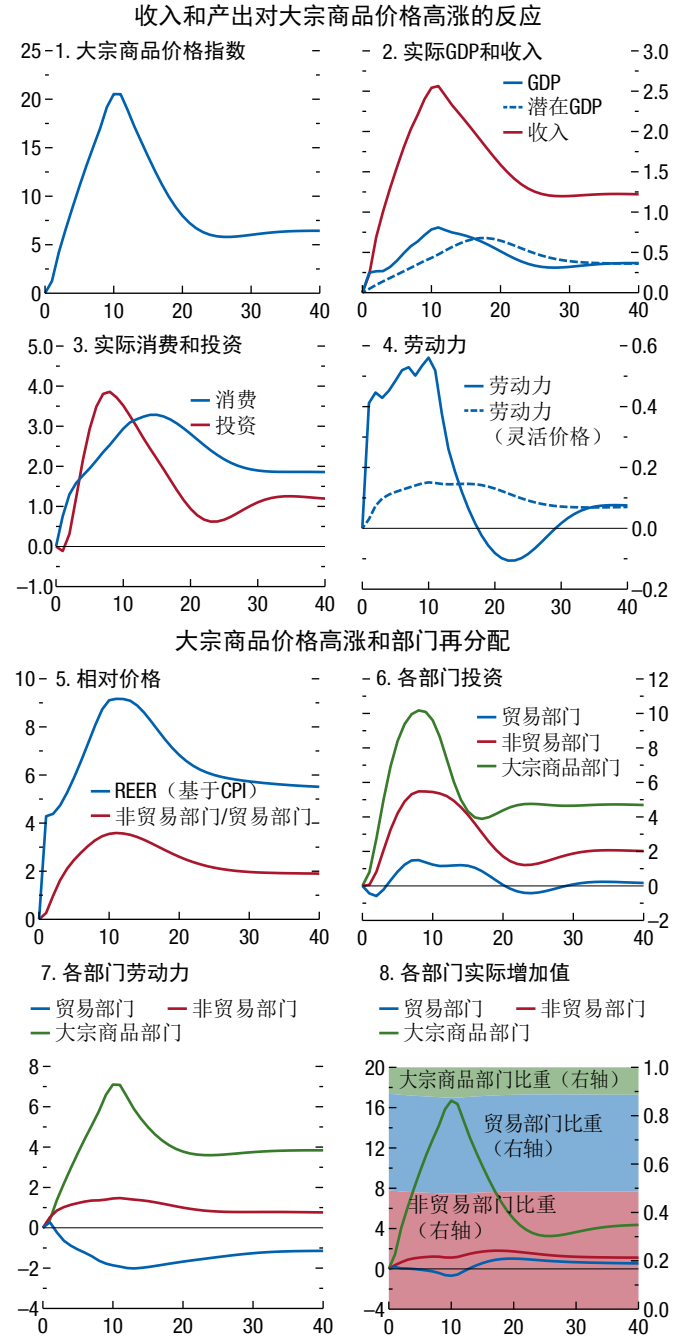 收入和产出对大宗商品价格高涨的反应
1. 大宗商品价格指数
25
20
15
10
5
0
0 10 20 30 40
2. 实际GDP和收入
GDP
潜在GDP
收入
3.0
2.5
2.0
1.5
1.0
0.5
0.0
0 10 20 30 40
3. 实际消费和投资
消费
投资
5.0
4.0
3.0
2.0
1.0
0.0
–1.0
0 10 20 30 40
4. 劳动力
劳动力
劳动力
（灵活价格）
0.6
0.4
0.2
0.0
–0.2
0 10 20 30 40
大宗商品价格高涨和部门再分配
5. 相对价格
REER（基于CPI）
非贸易部门/贸易部门
10
8
6
4
2
0
0 10 20 30 40
6. 各部门投资
贸易部门
非贸易部门
大宗商品部门
12
10
8
6
4
2
0
–2
0 10 20 30 40
7. 各部门劳动力
贸易部门 非贸易部门
大宗商品部门
8
6
4
2
0
–2
–4
0 10 20 30 40
8. 各部门实际增加值
贸易部门 非贸易部门
大宗商品部门
20
16
12
8
4
0
–4
大宗商品部门比重（右轴）
贸易部门比重
（右轴）
非贸易部门比重
（右轴）
1.0
0.8
0.6
0.4
0.2
0.0
0 10 20 30 40